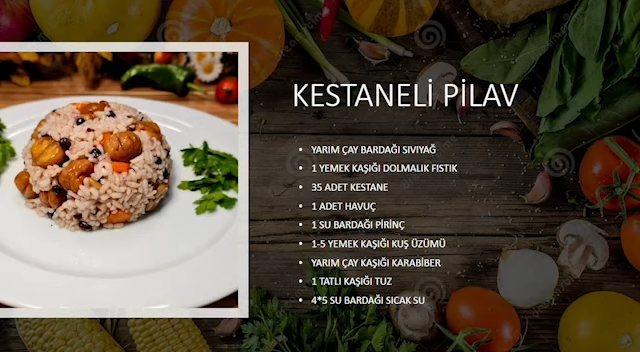 KESTANELİ PİLAV
• YARIM ÇAY BARDAĞI SIVIYAĞ
• 1 YEMEK KAŞIĞI DOLMALIK FISTIK
• 35 ADET KESTANE
• 1 ADET HAVUÇ
• 1 SU BARDAĞI PİRİNÇ
• 1-5 YEMEK KAŞIĞI KUŞ ÜZÜMÜ
• YARIM ÇAY KAŞIĞI KARABİBER
• 1 TATLI KAŞIĞI TUZ
• 4*5 SU BARDAĞI SICAK SU